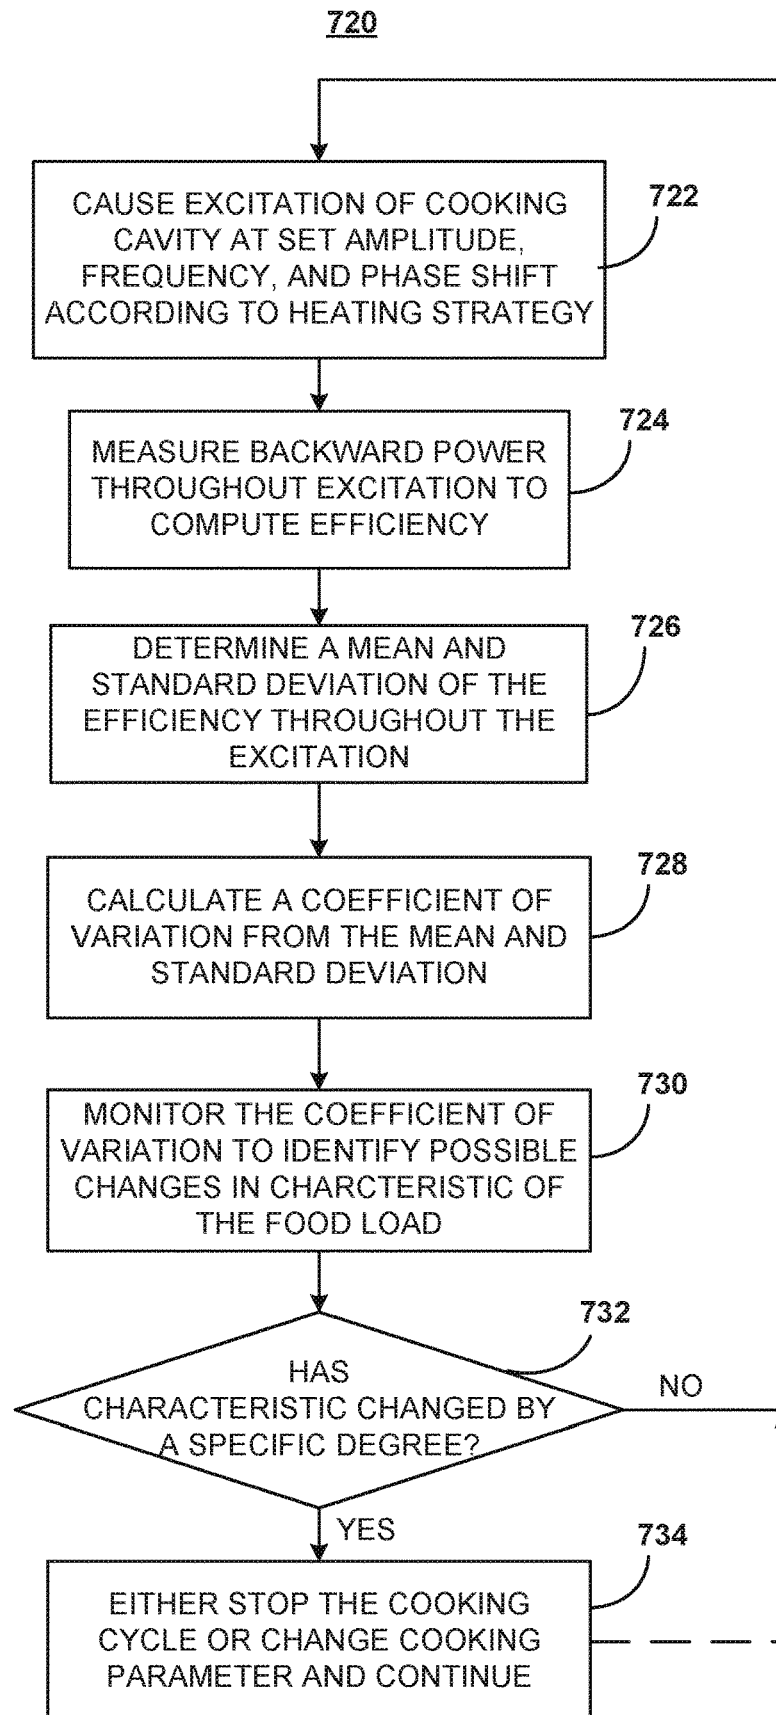 720
CAUSE EXCITATION OF COOKING
CAVITY AT SET AMPLITUDE,
FREQUENCY, AND PHASE SHIFT
ACCORDING TO HEATING STRATEGY
722
MEASURE BACKWARD POWER
THROUGHOUT EXCITATION TO
COMPUTE EFFICIENCY
724
DETERMINE A MEAN AND
STANDARD DEVIATION OF THE
EFFICIENCY THROUGHOUT THE
EXCITATION
726
CALCULATE A COEFFICIENT OF
VARIATION FROM THE MEAN AND
STANDARD DEVIATION
728
MONITOR THE COEFFICIENT OF
VARIATION TO IDENTIFY POSSIBLE
CHANGES IN CHARCTERISTIC OF
THE FOOD LOAD
730
HAS
CHARACTERISTIC CHANGED BY
A SPECIFIC DEGREE?
732
NO
YES
EITHER STOP THE COOKING
CYCLE OR CHANGE COOKING
PARAMETER AND CONTINUE
734